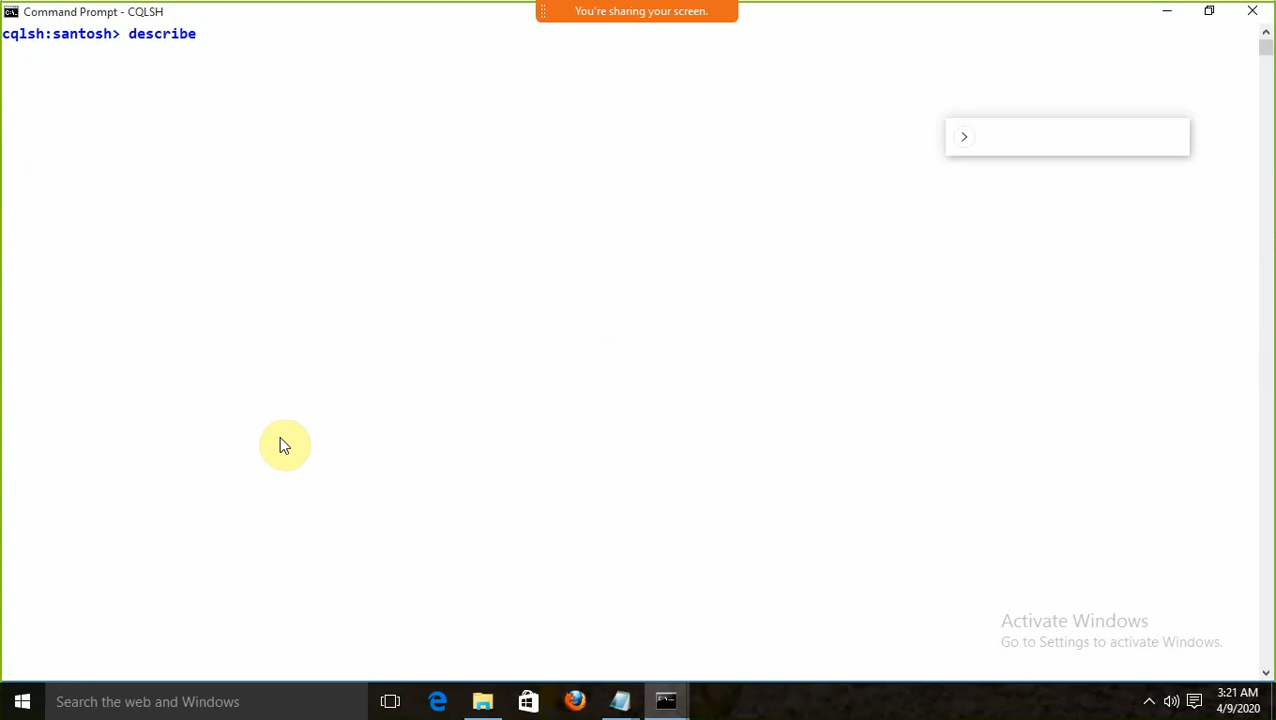 Command Prompt - CQLSH
You're sharing your screen.
cqlsh:santosh> describe
Activate Windows
Go to Settings to activate Windows.
Search the web and Windows
3:21 AM
4/9/2020